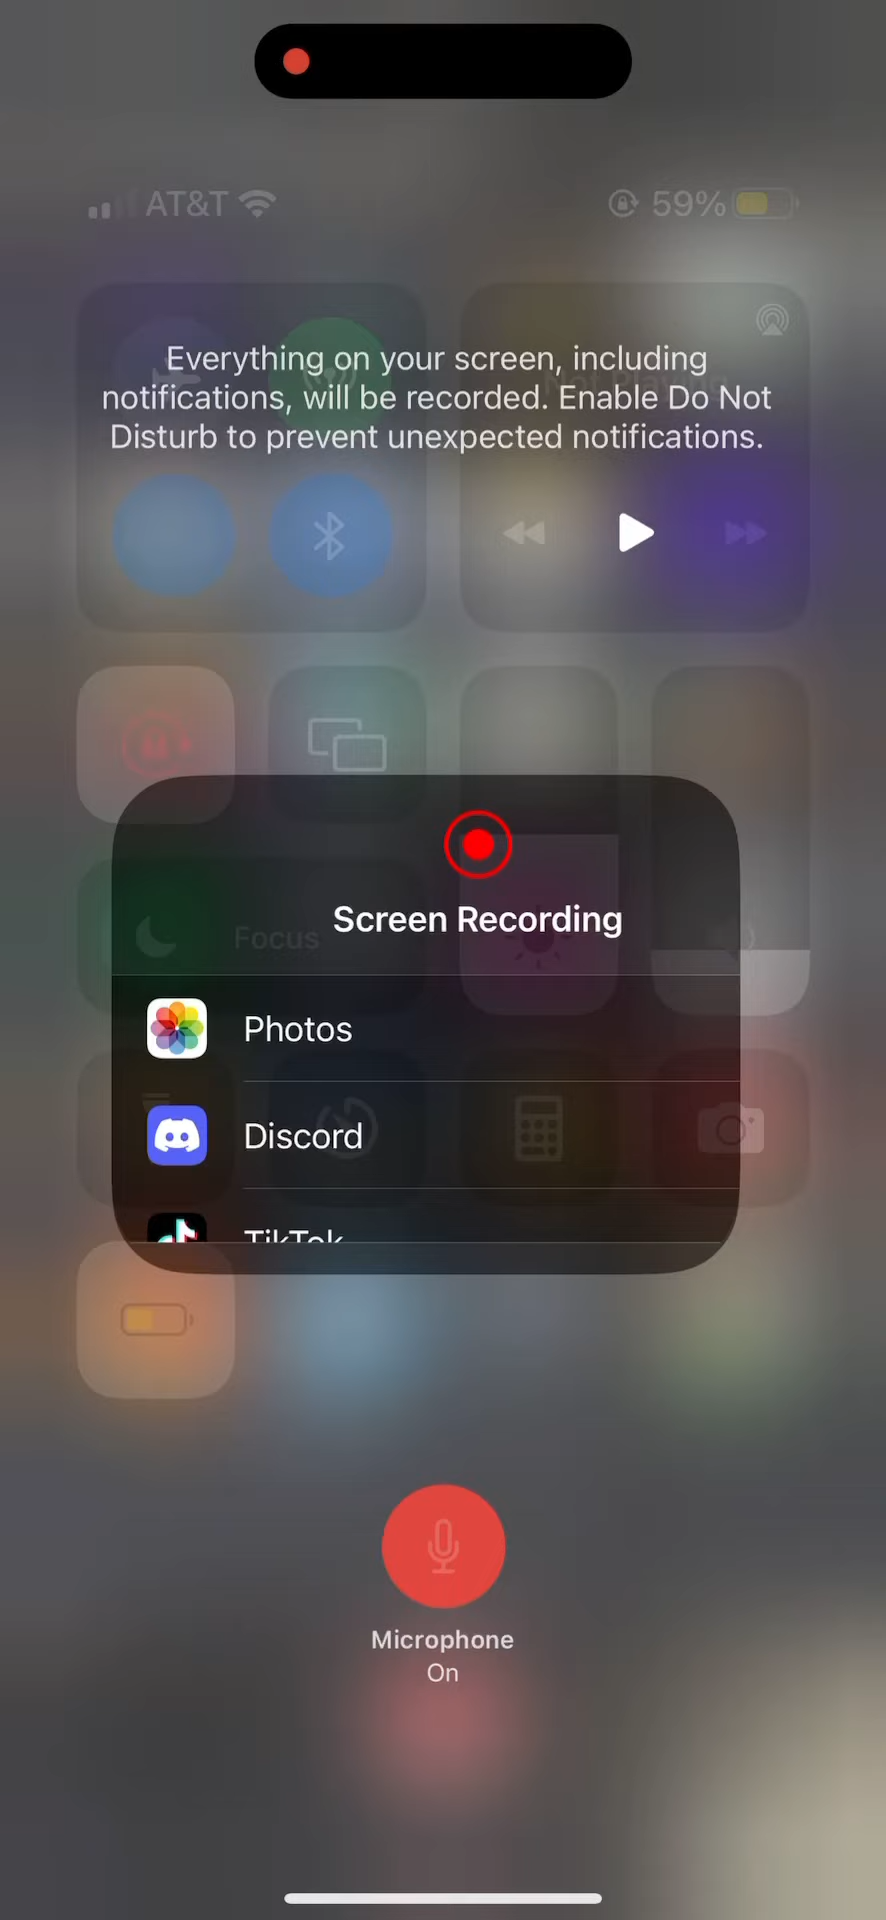 AT&T 59%
Everything on your screen, including
notifications, will be recorded. Enable Do Not
Disturb to prevent unexpected notifications.
Screen Recording
Focus
Photos
Discord
TikTok
Microphone
On